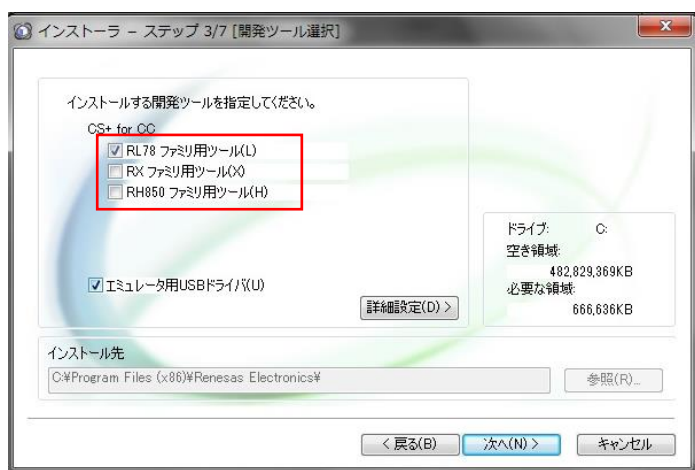 インストーラ － ステップ 3/7 [開発ツール選択]
インストールする開発ツールを指定してください。
CS+ for CC
RL78 ファミリ用ツール(L)
RX ファミリ用ツール(X)
RH850 ファミリ用ツール(H)
エミュレータ用USBドライバ(U)
詳細設定(D) >
ドライブ: C:
空き領域:
482,829,369KB
必要な領域:
666,636KB
インストール先
C:¥Program Files (x86)¥Renesas Electronics¥
参照(R)...
< 戻る(B)
次へ(N) >
キャンセル